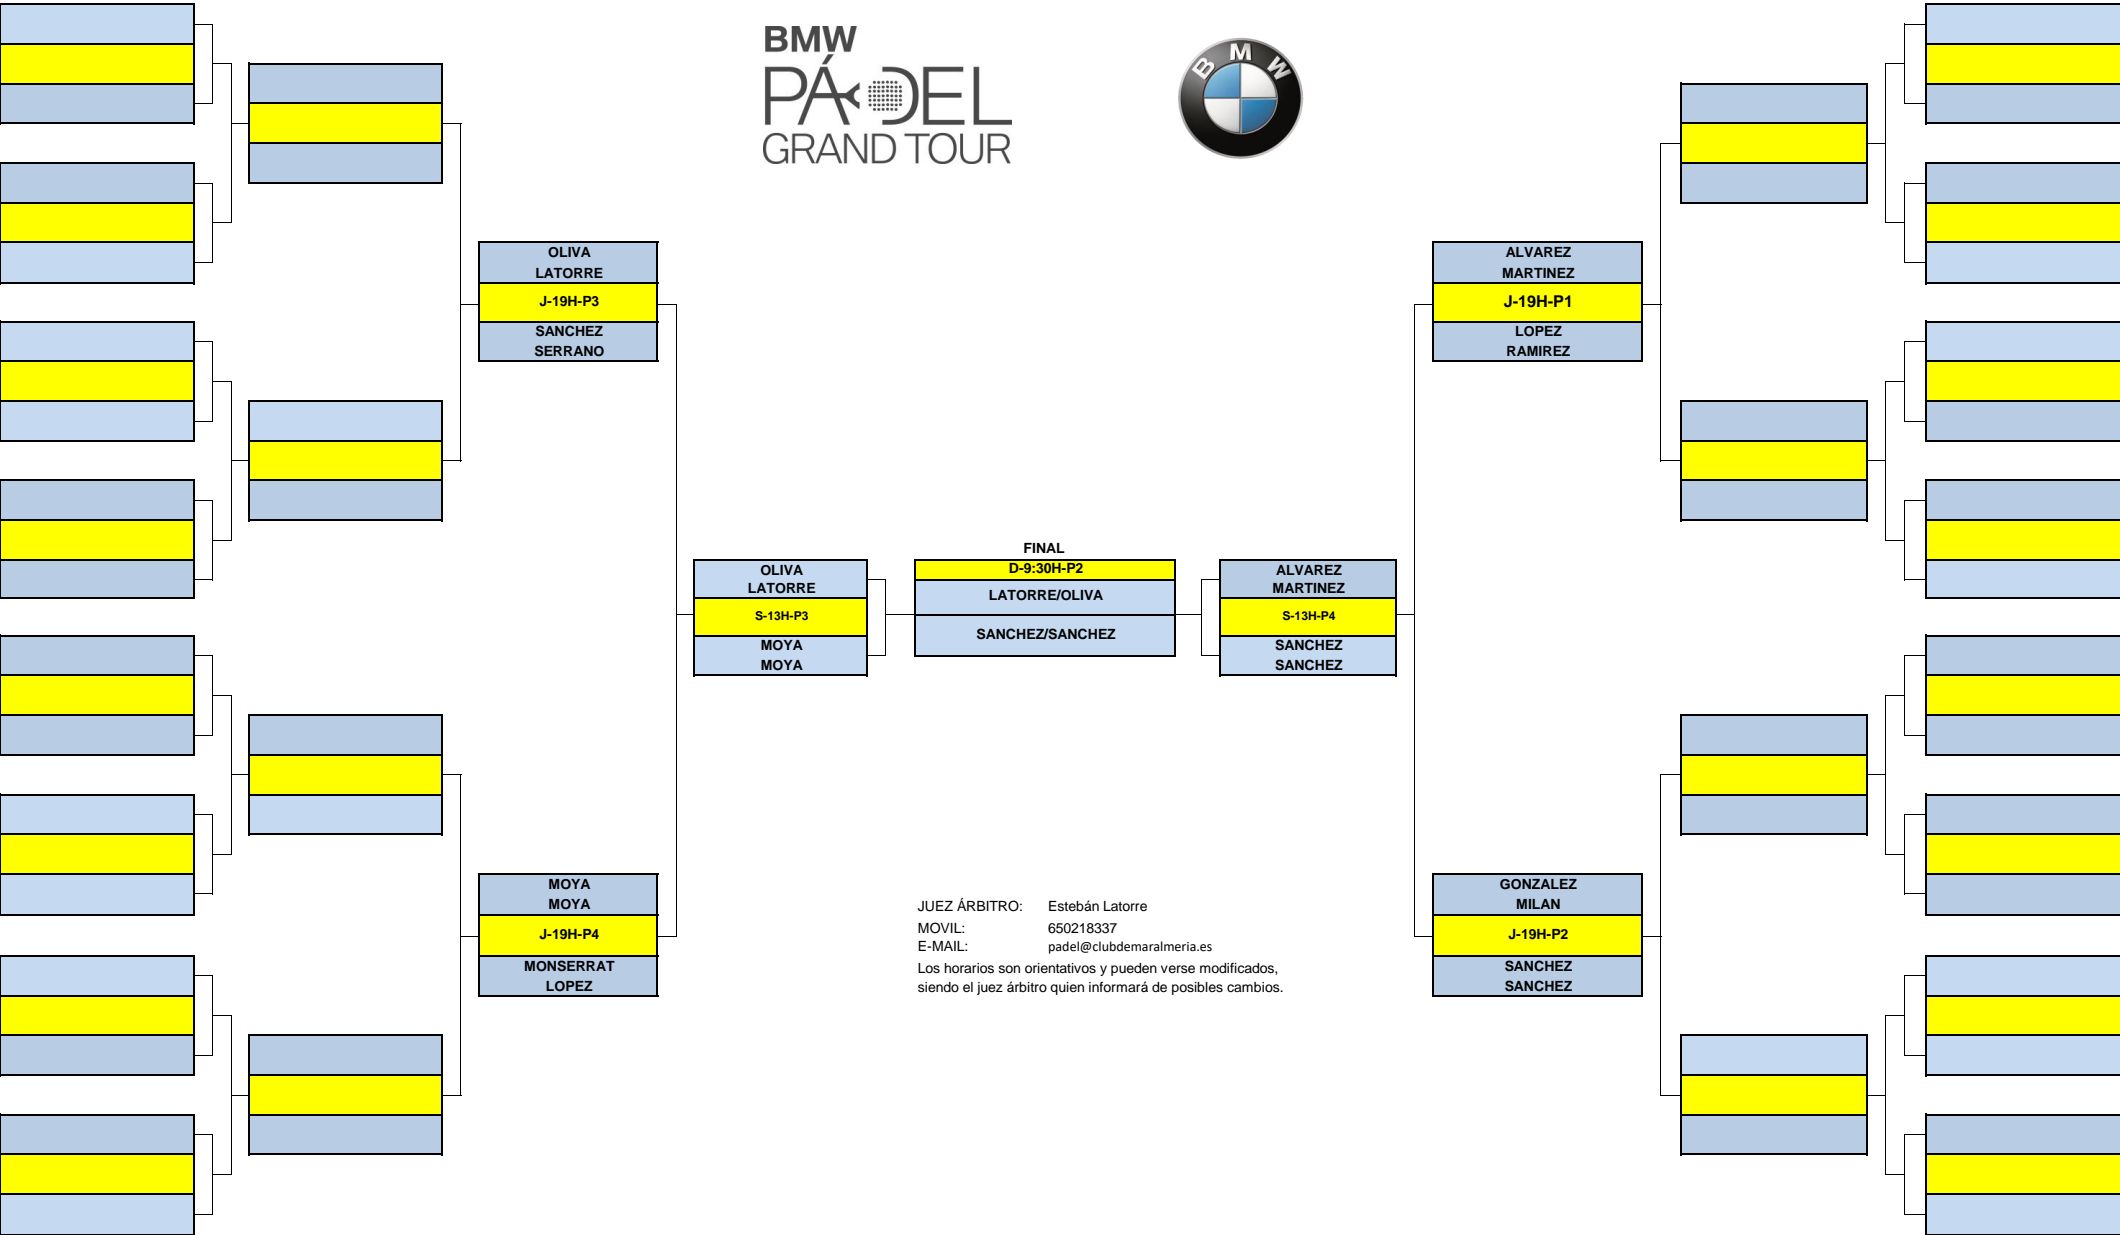 BMW
PÁDEL
GRAND TOUR
BMW
OLIVA
LATORRE
J-19H-P3
SANCHEZ
SERRANO
ALVAREZ
MARTINEZ
J-19H-P1
LOPEZ
RAMIREZ
OLIVA
LATORRE
S-13H-P3
MOYA
MOYA
FINAL
D-9:30H-P2
LATORRE/OLIVA
SANCHEZ/SANCHEZ
ALVAREZ
MARTINEZ
S-13H-P4
SANCHEZ
SANCHEZ
MOYA
MOYA
J-19H-P4
MONSERRAT
LOPEZ
JUEZ ÁRBITRO: Estebán Latorre
MOVIL: 650218337
E-MAIL: padel@clubdemaralmeria.es
Los horarios son orientativos y pueden verse modificados,
siendo el juez árbitro quien informará de posibles cambios.
GONZALEZ
MILAN
J-19H-P2
SANCHEZ
SANCHEZ